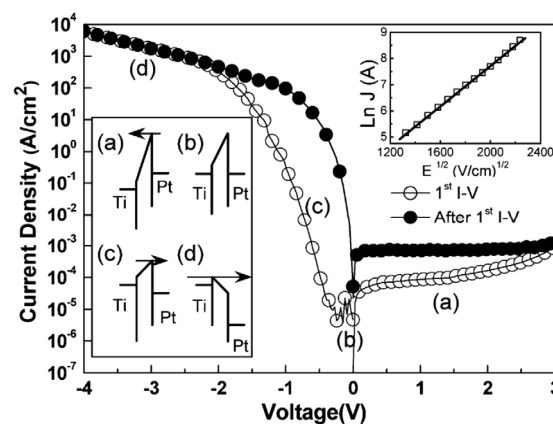 Current Density (A/cm²)
10⁴
10³
10²
10¹
10⁰
10⁻¹
10⁻²
10⁻³
10⁻⁴
10⁻⁵
10⁻⁶
10⁻⁷
(d)
(a) (b)
Ti Pt Ti Pt
(c) (d)
Ti Pt Ti Pt
(c)
(b)
(a)
Ln J (A)
9
8
7
6
5
1200 1600 2000 2400
E ¹/² (V/cm)¹/²
1ˢᵗ I-V
After 1ˢᵗ I-V
-4 -3 -2 -1 0 1 2 3
Voltage(V)